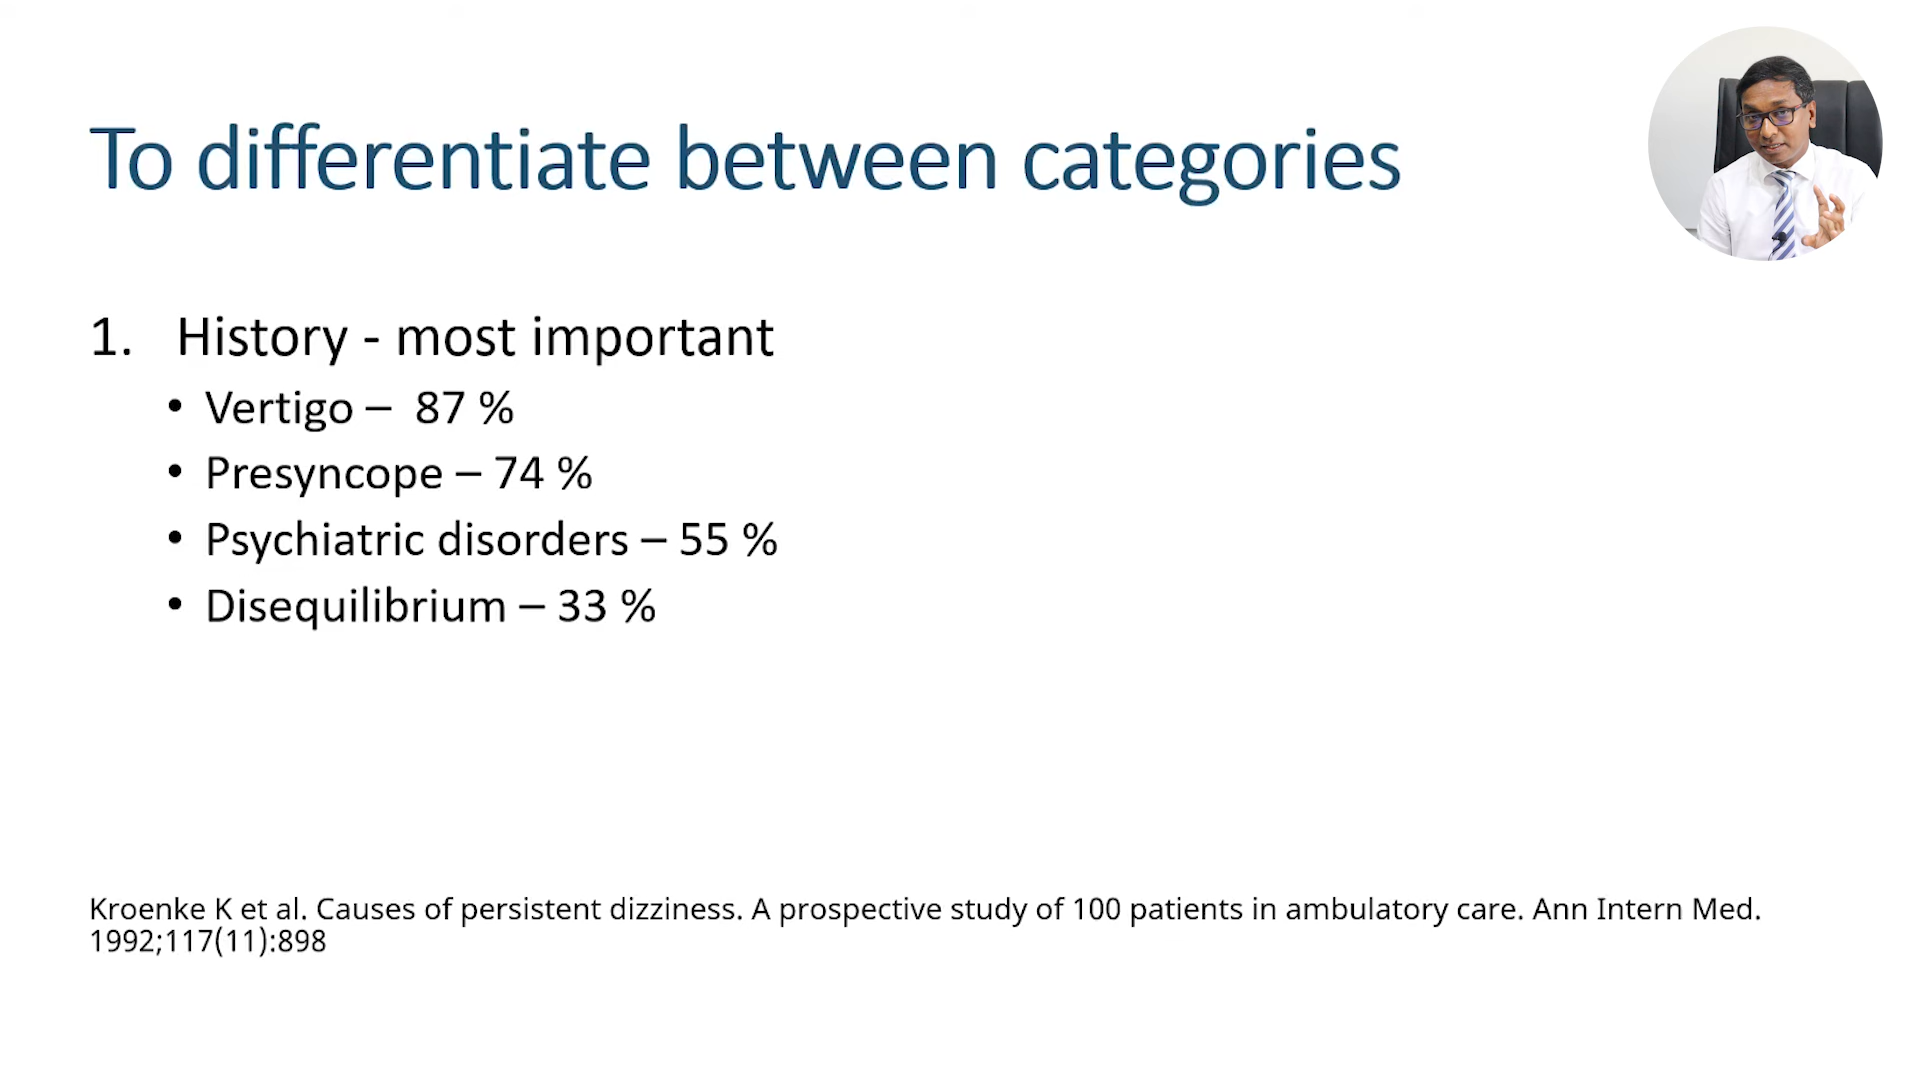 To differentiate between categories
1. History - most important
• Vertigo – 87 %
• Presyncope – 74 %
• Psychiatric disorders – 55 %
• Disequilibrium – 33 %
Kroenke K et al. Causes of persistent dizziness. A prospective study of 100 patients in ambulatory care. Ann Intern Med.
1992;117(11):898